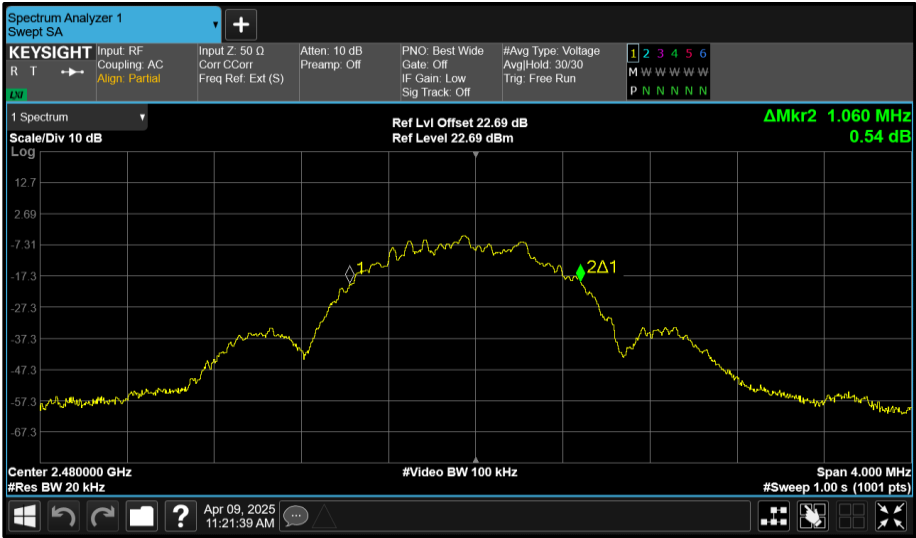 Spectrum Analyzer 1
Swept SA
+
KEYSIGHT
R T
LXI
Input: RF
Coupling: AC
Align: Partial
Input Z: 50 Ω
Corr CCorr
Freq Ref: Ext (S)
Atten: 10 dB
Preamp: Off
PNO: Best Wide
Gate: Off
IF Gain: Low
Sig Track: Off
#Avg Type: Voltage
Avg|Hold: 30/30
Trig: Free Run
1 2 3 4 5 6
M W W W W W
P N N N N N
1 Spectrum
Scale/Div 10 dB
Ref Lvl Offset 22.69 dB
Ref Level 22.69 dBm
ΔMkr2 1.060 MHz
0.54 dB
Log
12.7
2.69
-7.31
-17.3
-27.3
-37.3
-47.3
-57.3
-67.3
1
2Δ1
Center 2.480000 GHz
#Video BW 100 kHz
Span 4.000 MHz
#Res BW 20 kHz
#Sweep 1.00 s (1001 pts)
?
Apr 09, 2025
11:21:39 AM